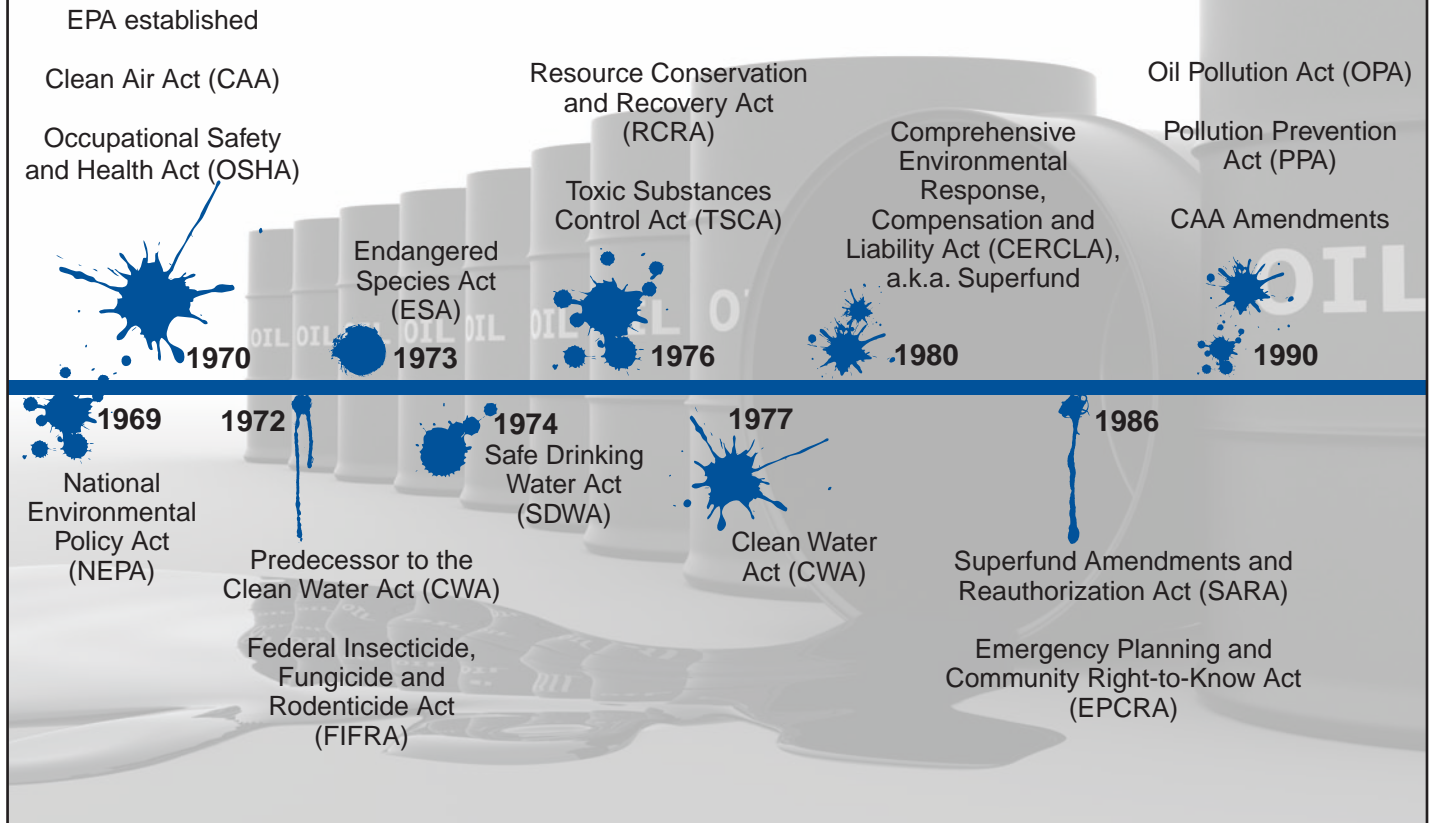 EPA established
Clean Air Act (CAA)
Occupational Safety
and Health Act (OSHA)
1970
Endangered
Species Act
(ESA)
1973
Resource Conservation
and Recovery Act
(RCRA)
Toxic Substances
Control Act (TSCA)
1976
Comprehensive
Environmental
Response,
Compensation and
Liability Act (CERCLA),
a.k.a. Superfund
1980
Oil Pollution Act (OPA)
Pollution Prevention
Act (PPA)
CAA Amendments
1990
1969
National
Environmental
Policy Act
(NEPA)
1972
Predecessor to the
Clean Water Act (CWA)
Federal Insecticide,
Fungicide and
Rodenticide Act
(FIFRA)
1974
Safe Drinking
Water Act
(SDWA)
1977
Clean Water
Act (CWA)
1986
Superfund Amendments and
Reauthorization Act (SARA)
Emergency Planning and
Community Right-to-Know Act
(EPCRA)
OIL
OIL
OIL
OIL
OIL
OIL